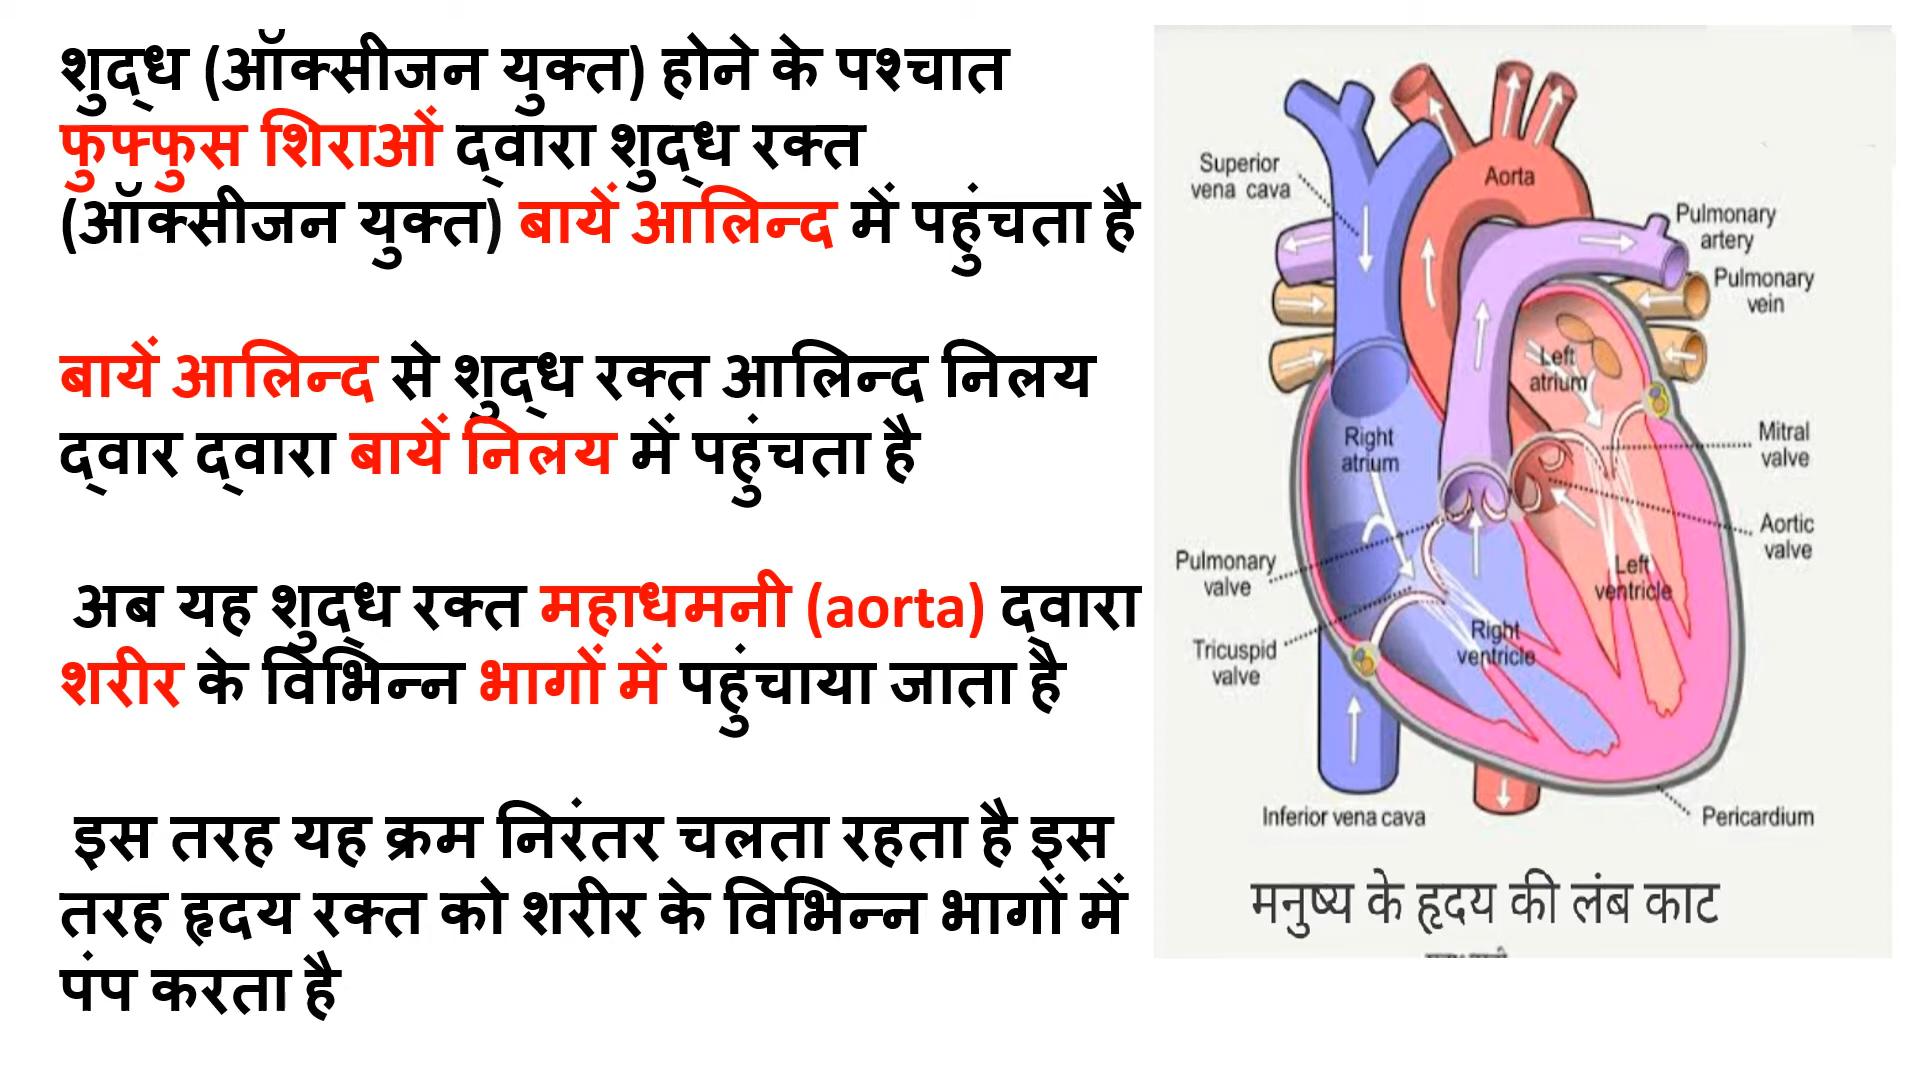 शुद्ध (ऑक्सीजन युक्त) होने के पश्चात
फुफ्फुस शिराओं द्वारा शुद्ध रक्त
(ऑक्सीजन युक्त) बायें आलिन्द में पहुंचता है
बायें आलिन्द से शुद्ध रक्त आलिन्द निलय
द्वार द्वारा बायें निलय में पहुंचता है
अब यह शुद्ध रक्त महाधमनी (aorta) द्वारा
शरीर के विभिन्न भागों में पहुंचाया जाता है
इस तरह यह क्रम निरंतर चलता रहता है इस
तरह हृदय रक्त को शरीर के विभिन्न भागों में
पंप करता है
Superior
vena cava
Aorta
Pulmonary
artery
Pulmonary
vein
Left
atrium
Right
atrium
Mitral
valve
Aortic
valve
Pulmonary
valve
Left
ventricle
Tricuspid
valve
Right
ventricle
Inferior vena cava
Pericardium
मनुष्य के हृदय की लंब काट